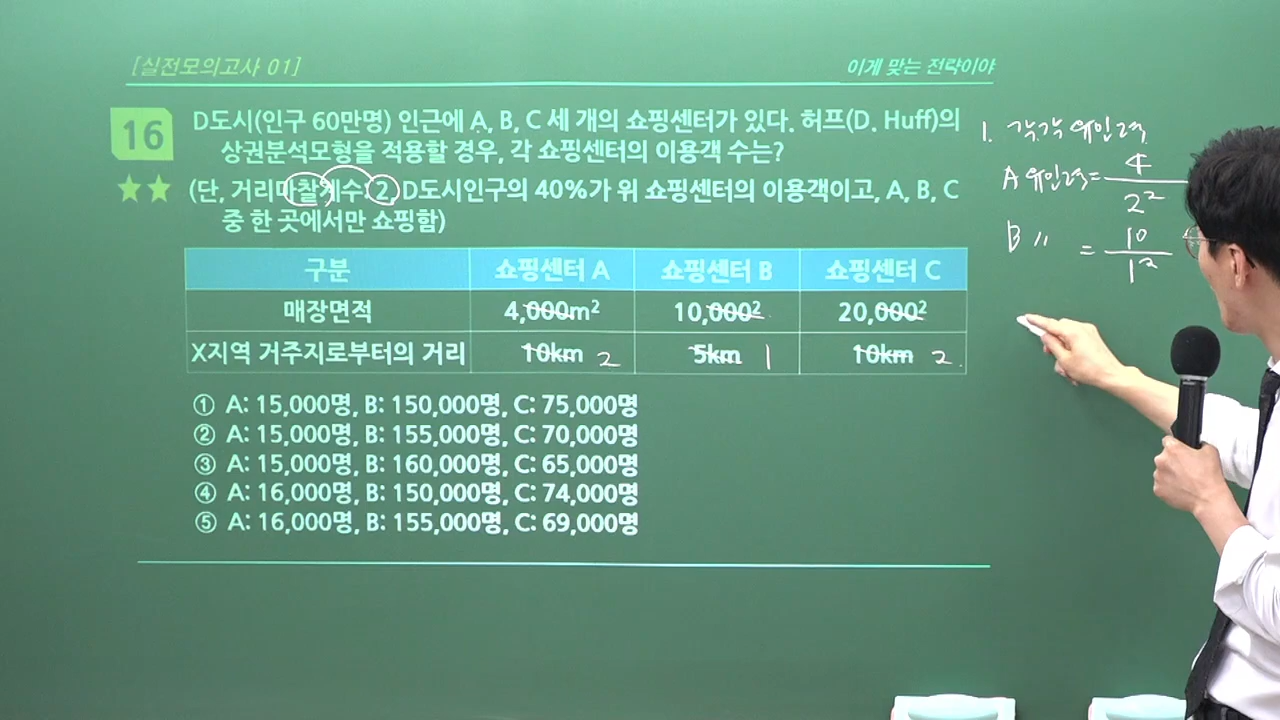 [실전모의고사 01]
이게 맞는 전략이야
16 D도시(인구 60만명) 인근에 A, B, C 세 개의 쇼핑센터가 있다. 허프(D. Huff)의
상권분석모형을 적용할 경우, 각 쇼핑센터의 이용객 수는?
(단, 거리마찰계수: 2, D도시인구의 40%가 위 쇼핑센터의 이용객이고, A, B, C
중 한 곳에서만 쇼핑함)
구분 쇼핑센터 A 쇼핑센터 B 쇼핑센터 C
매장면적 4,000m² 10,000² 20,000²
X지역 거주지로부터의 거리 10km 2 5km 1 10km 2
① A: 15,000명, B: 150,000명, C: 75,000명
② A: 15,000명, B: 155,000명, C: 70,000명
③ A: 15,000명, B: 160,000명, C: 65,000명
④ A: 16,000명, B: 150,000명, C: 74,000명
⑤ A: 16,000명, B: 155,000명, C: 69,000명
1. 각각 유인력
A 유인력 = 4
2²
B 〃 = 10
1²